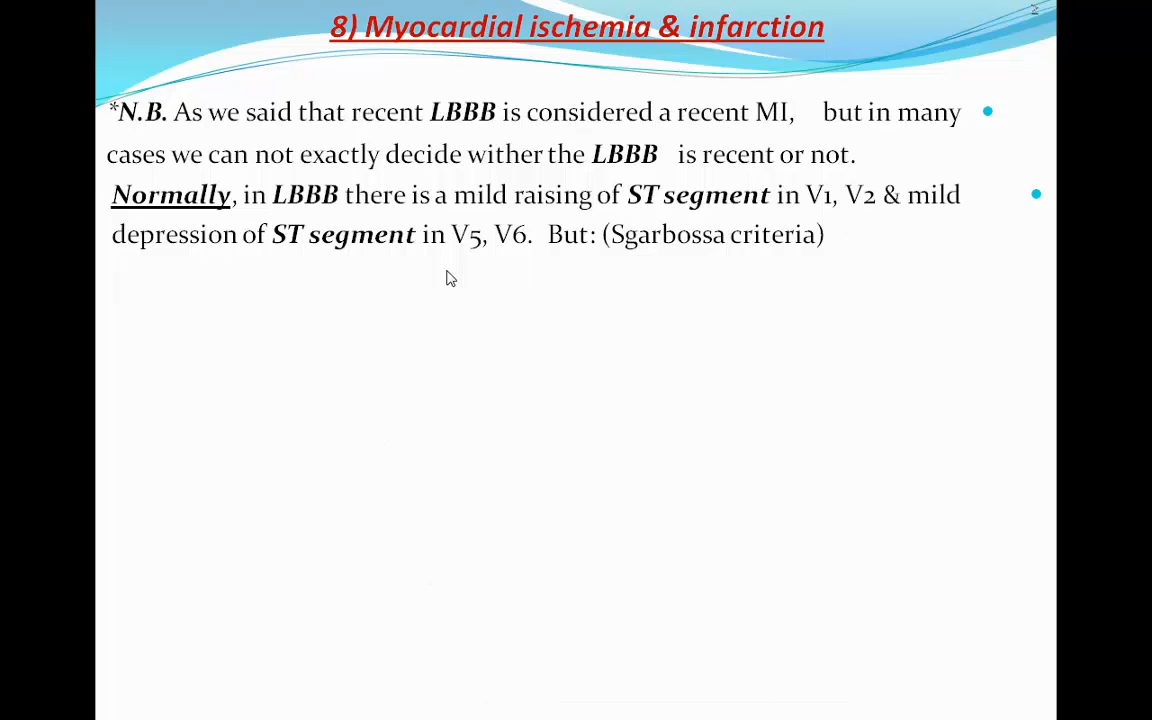 2
8) Myocardial ischemia & infarction
*N.B. As we said that recent LBBB is considered a recent MI, but in many
cases we can not exactly decide wither the LBBB is recent or not.
Normally, in LBBB there is a mild raising of ST segment in V1, V2 & mild
depression of ST segment in V5, V6. But: (Sgarbossa criteria)